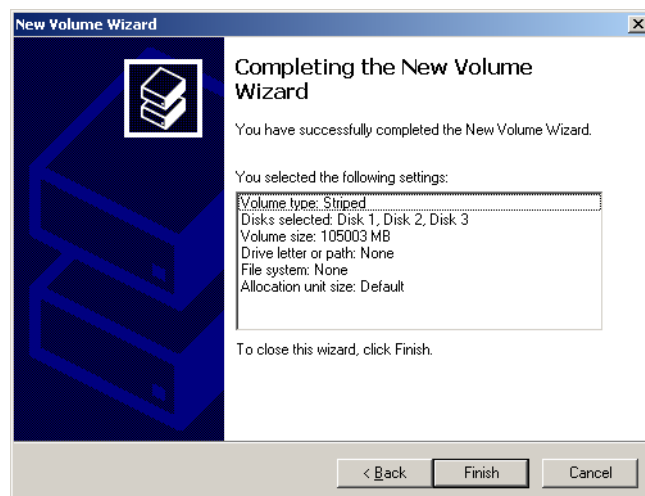 New Volume Wizard
Completing the New Volume
Wizard
You have successfully completed the New Volume Wizard.
You selected the following settings:
Volume type: Striped
Disks selected: Disk 1, Disk 2, Disk 3
Volume size: 105003 MB
Drive letter or path: None
File system: None
Allocation unit size: Default
To close this wizard, click Finish.
< Back
Finish
Cancel